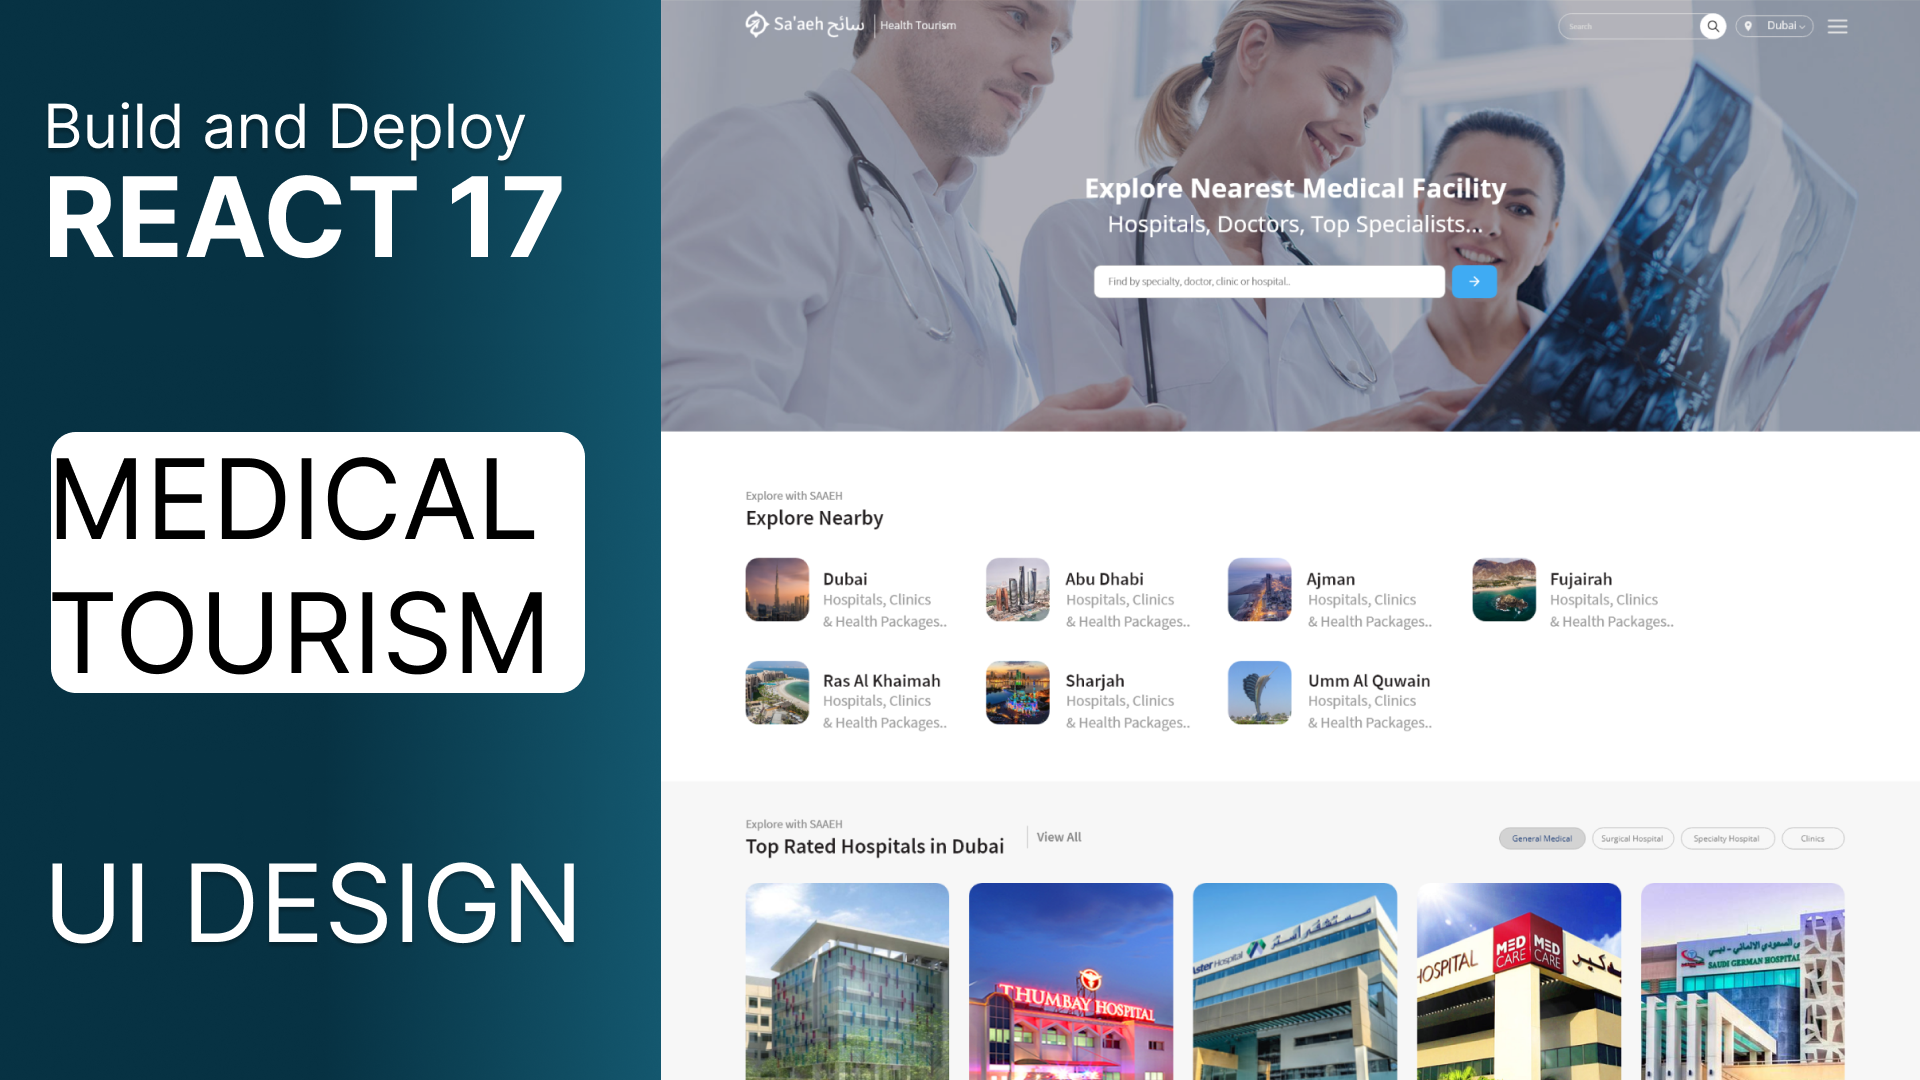 Build and Deploy
REACT 17
MEDICAL
TOURISM
UI DESIGN
Sa'aeh سائح
Health Tourism
Search
Dubai
Explore Nearest Medical Facility
Hospitals, Doctors, Top Specialists...
Find by specialty, doctor, clinic or hospital..
Explore with SAAEH
Explore Nearby
Dubai
Hospitals, Clinics
& Health Packages..
Abu Dhabi
Hospitals, Clinics
& Health Packages..
Ajman
Hospitals, Clinics
& Health Packages..
Fujairah
Hospitals, Clinics
& Health Packages..
Ras Al Khaimah
Hospitals, Clinics
& Health Packages..
Sharjah
Hospitals, Clinics
& Health Packages..
Umm Al Quwain
Hospitals, Clinics
& Health Packages..
Explore with SAAEH
Top Rated Hospitals in Dubai
View All
General Medical
Surgical Hospital
Specialty Hospital
Clinics
THUMBAY HOSPITAL
Aster Hospital
مستشفى أستر
HOSPITAL
MED
CARE
MED
CARE
السعودي الالماني - دبي
SAUDI GERMAN HOSPITAL